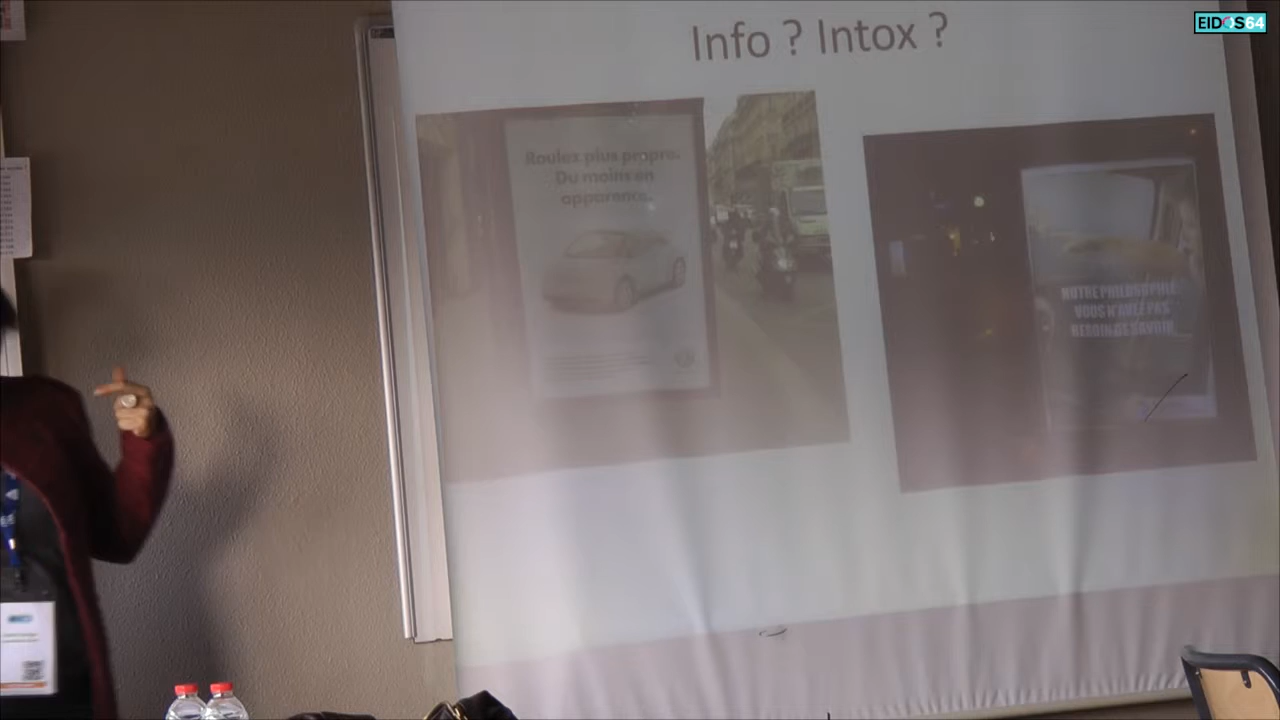 Info ? Intox ?
EIDOS64
Roulez plus propre.
Du moins en
apparence.
NOTRE PHILOSOPHIE
VOUS N'AVEZ PAS
BESOIN DE SAVOIR